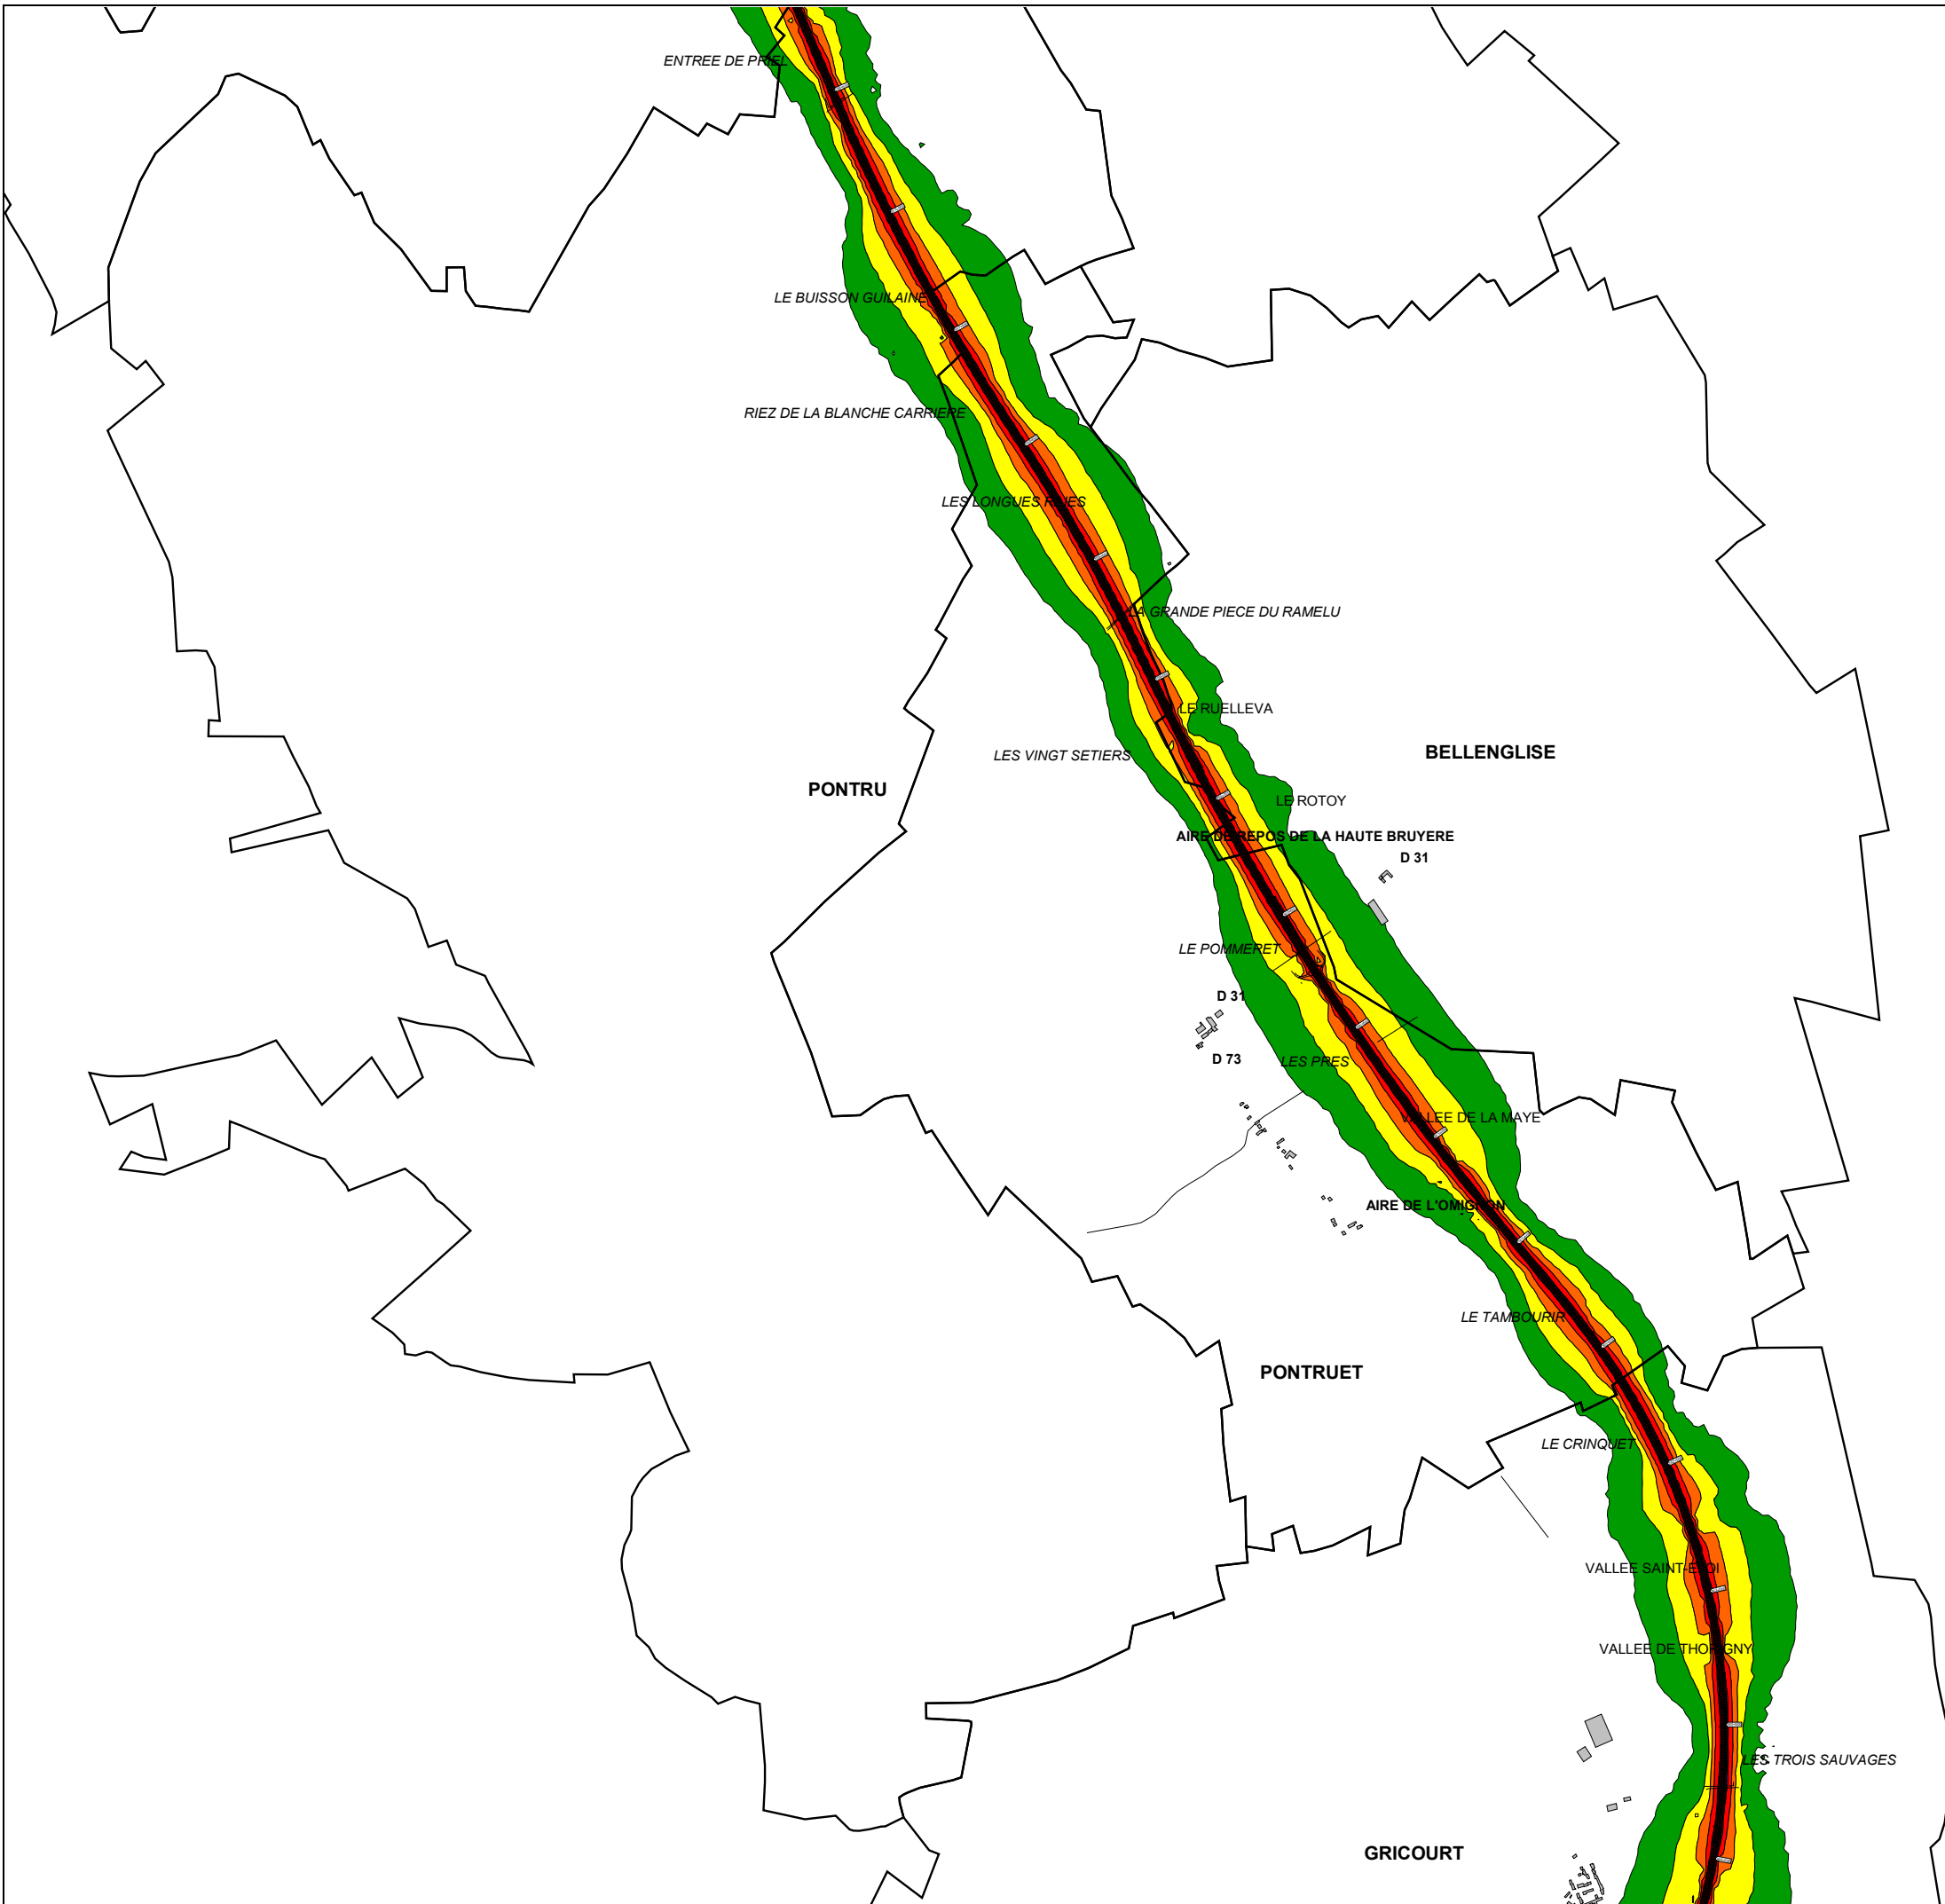 ENTREE DE PRIEL
LE BUISSON GUILAINE
RIEZ DE LA BLANCHE CARRIERE
LES LONGUES RAIES
LA GRANDE PIECE DU RAMELU
LE RUELLEVA
BELLENGLISE
LES VINGT SETIERS
PONTRU
LE ROTOY
AIRE DE REPOS DE LA HAUTE BRUYERE
D 31
LE POMMERET
D 31
D 73
LES PRES
VALLEE DE LA MAYE
AIRE DE L'OMIGNON
LE TAMBOURIR
PONTRUET
LE CRINQUET
VALLEE SAINT-ELOI
VALLEE DE THORIGNY
LES TROIS SAUVAGES
GRICOURT